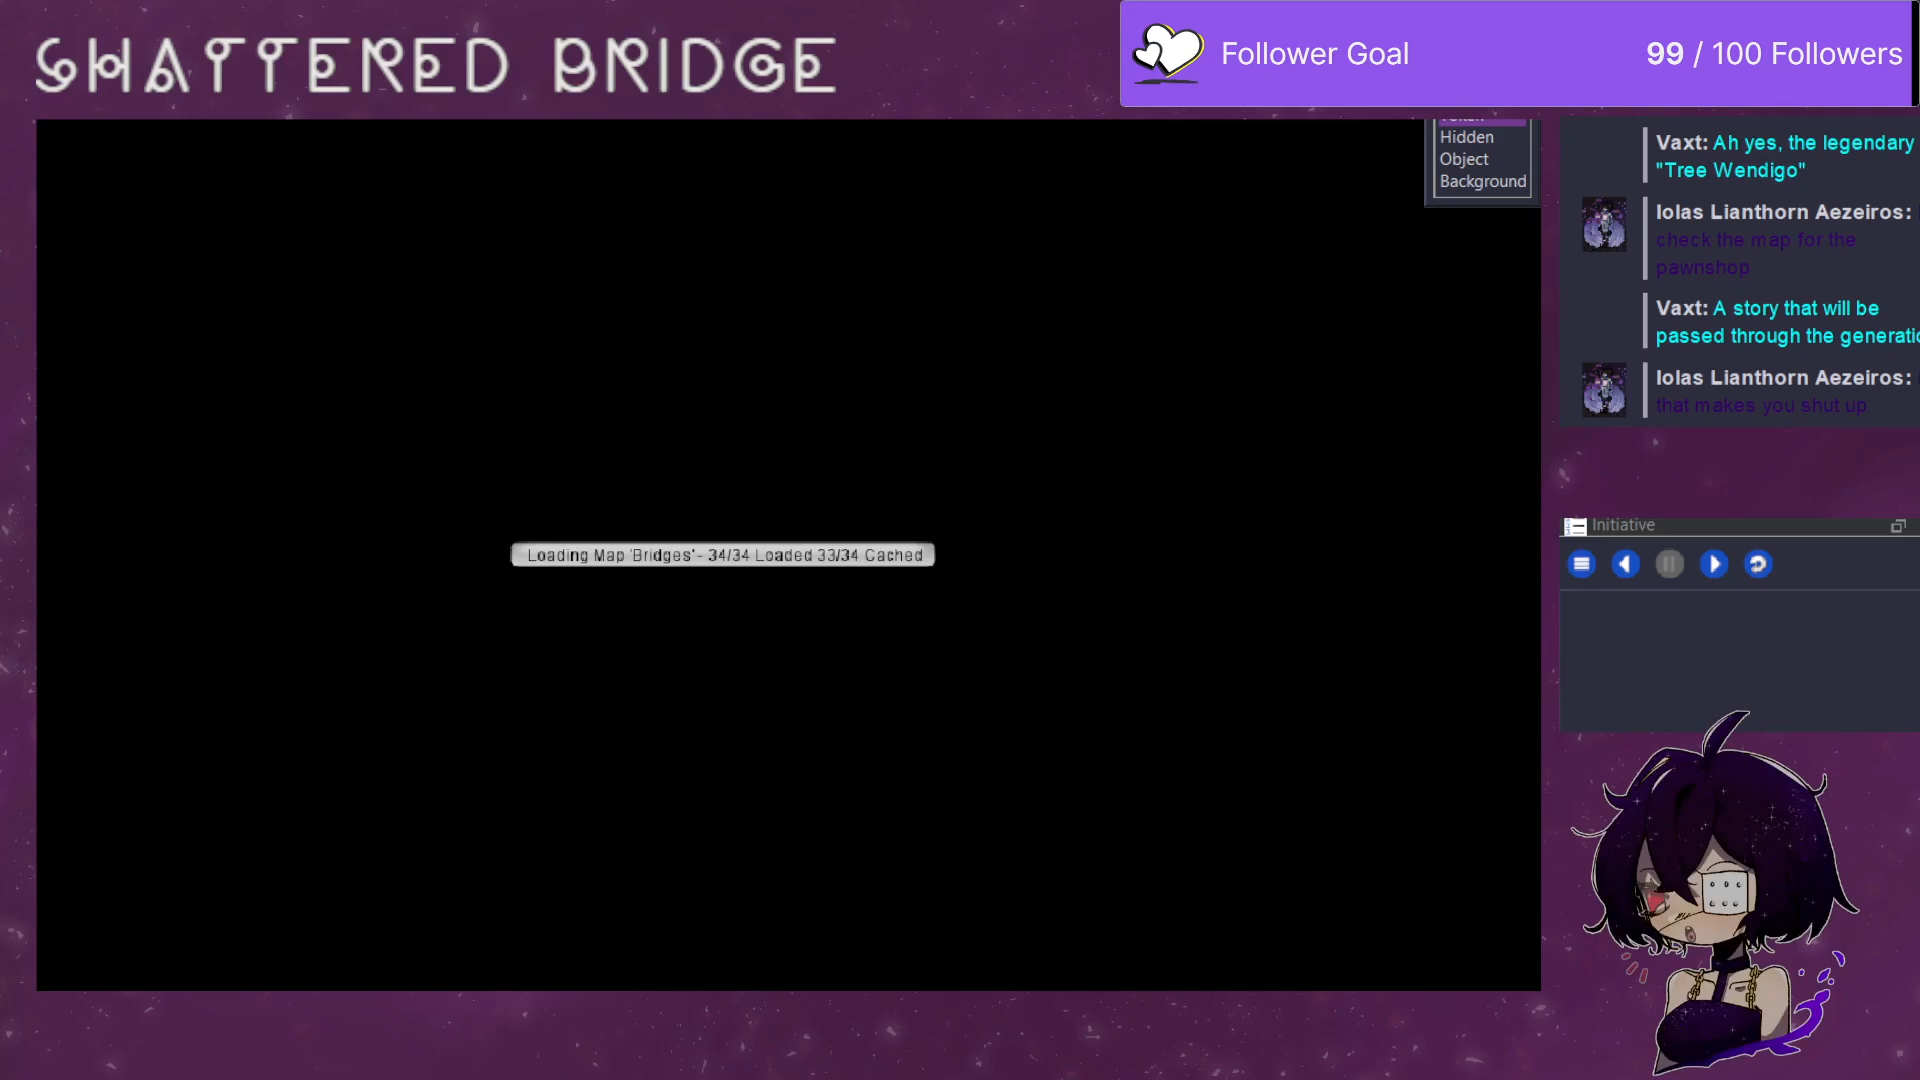 SHATTERED BRIDGE
Follower Goal
99 / 100 Followers
Hidden
Object
Background
Vaxt: Ah yes, the legendary
"Tree Wendigo"
Iolas Lianthorn Aezeiros:
check the map for the
pawnshop
Vaxt: A story that will be
passed through the generatio
Iolas Lianthorn Aezeiros:
that makes you shut up
Loading Map 'Bridges' - 34/34 Loaded 33/34 Cached
Initiative